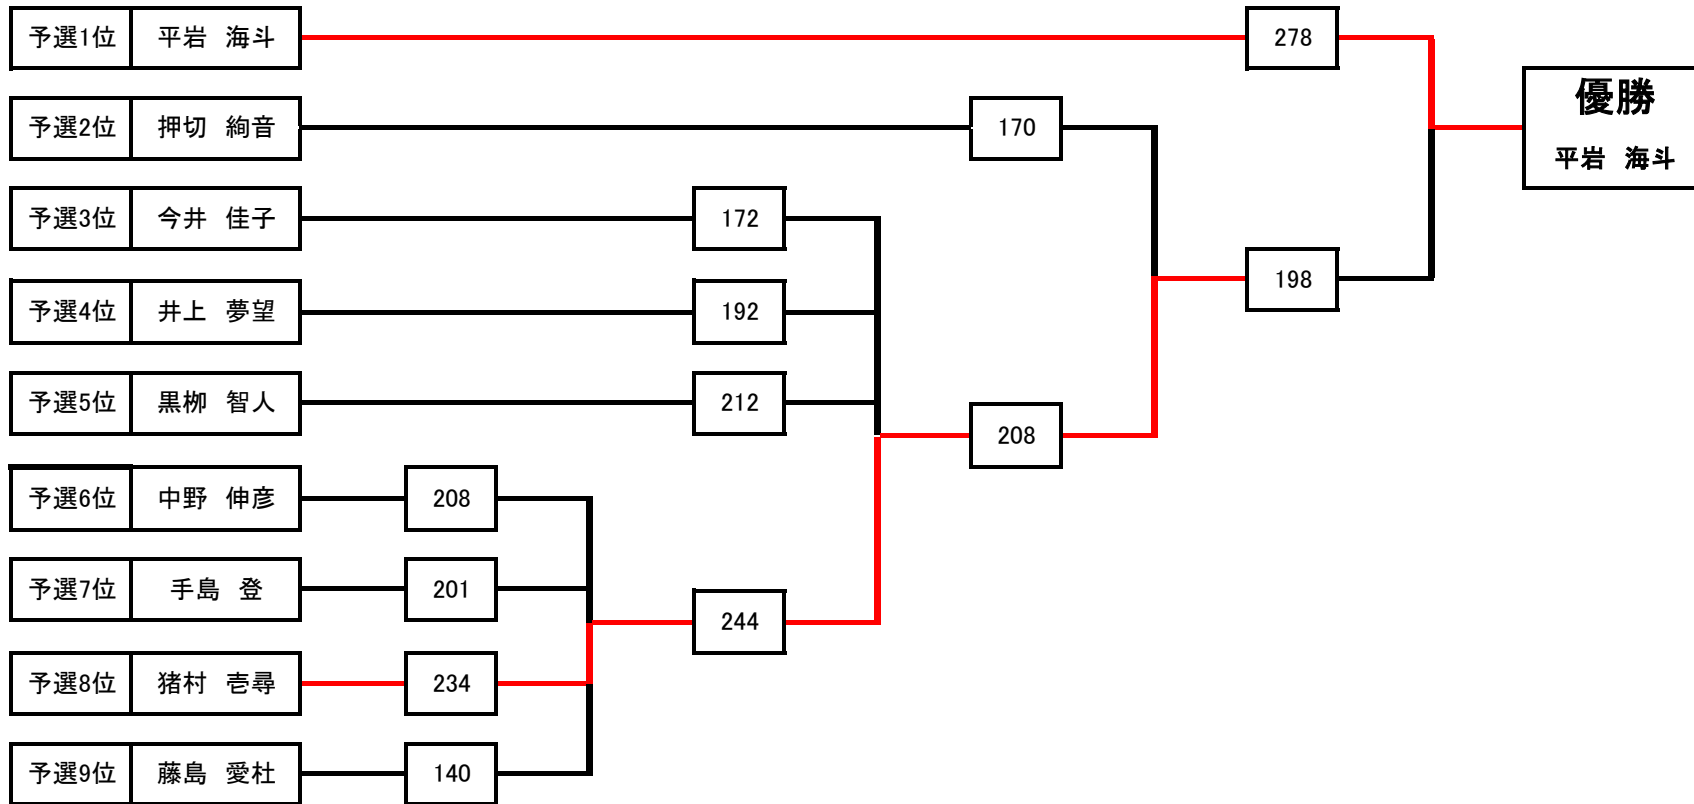 予選1位 平岩 海斗 278
優勝
平岩 海斗
予選2位 押切 絢音 170
予選3位 今井 佳子 172
198
予選4位 井上 夢望 192
予選5位 黒栁 智人 212
208
予選6位 中野 伸彦 208
予選7位 手島 登 201
244
予選8位 猪村 壱尋 234
予選9位 藤島 愛杜 140